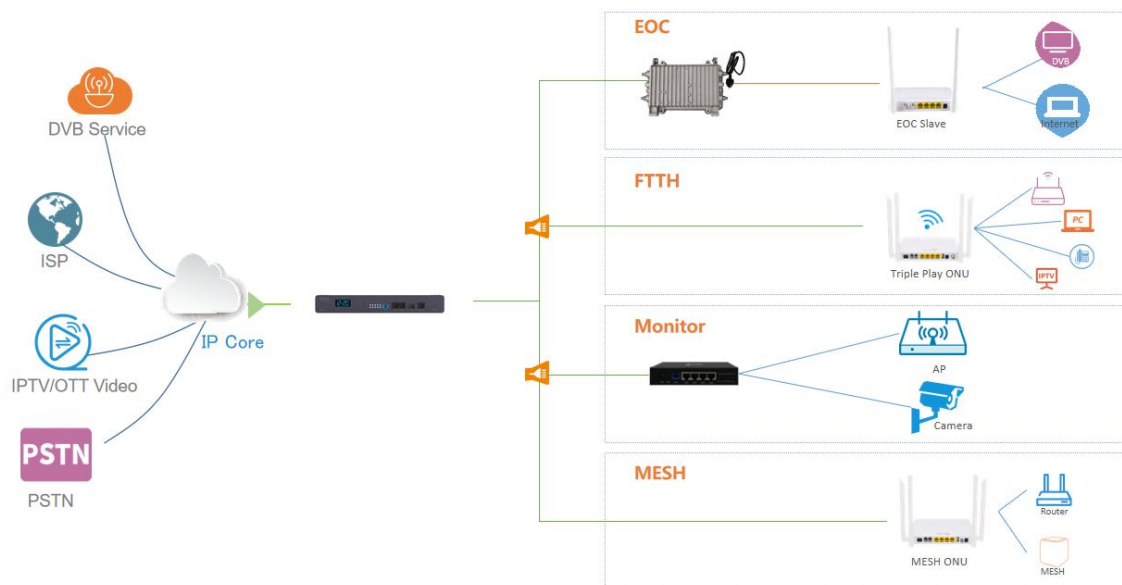 DVB Service
ISP
IPTV/OTT Video
PSTN
PSTN
IP Core
EOC
EOC Slave
DVB
Internet
FTTH
Triple Play ONU
PC
IPTV
Monitor
AP
Camera
MESH
MESH ONU
Router
MESH